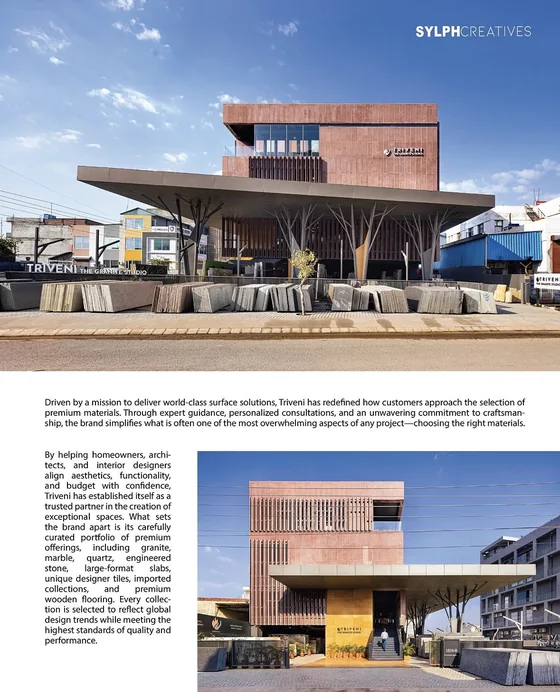 SYLPHCREATIVES
TRIVENI
TRIVENI THE GRANITE STUDIO
TRIVENI
Driven by a mission to deliver world-class surface solutions, Triveni has redefined how customers approach the selection of
premium materials. Through expert guidance, personalized consultations, and an unwavering commitment to craftsman-
ship, the brand simplifies what is often one of the most overwhelming aspects of any project—choosing the right materials.
By helping homeowners, archi-
tects, and interior designers
align aesthetics, functionality,
and budget with confidence,
Triveni has established itself as a
trusted partner in the creation of
exceptional spaces. What sets
the brand apart is its carefully
curated portfolio of premium
offerings, including granite,
marble, quartz, engineered
stone, large-format slabs,
unique designer tiles, imported
collections, and premium
wooden flooring. Every collec-
tion is selected to reflect global
design trends while meeting the
highest standards of quality and
performance.
TRIVENI